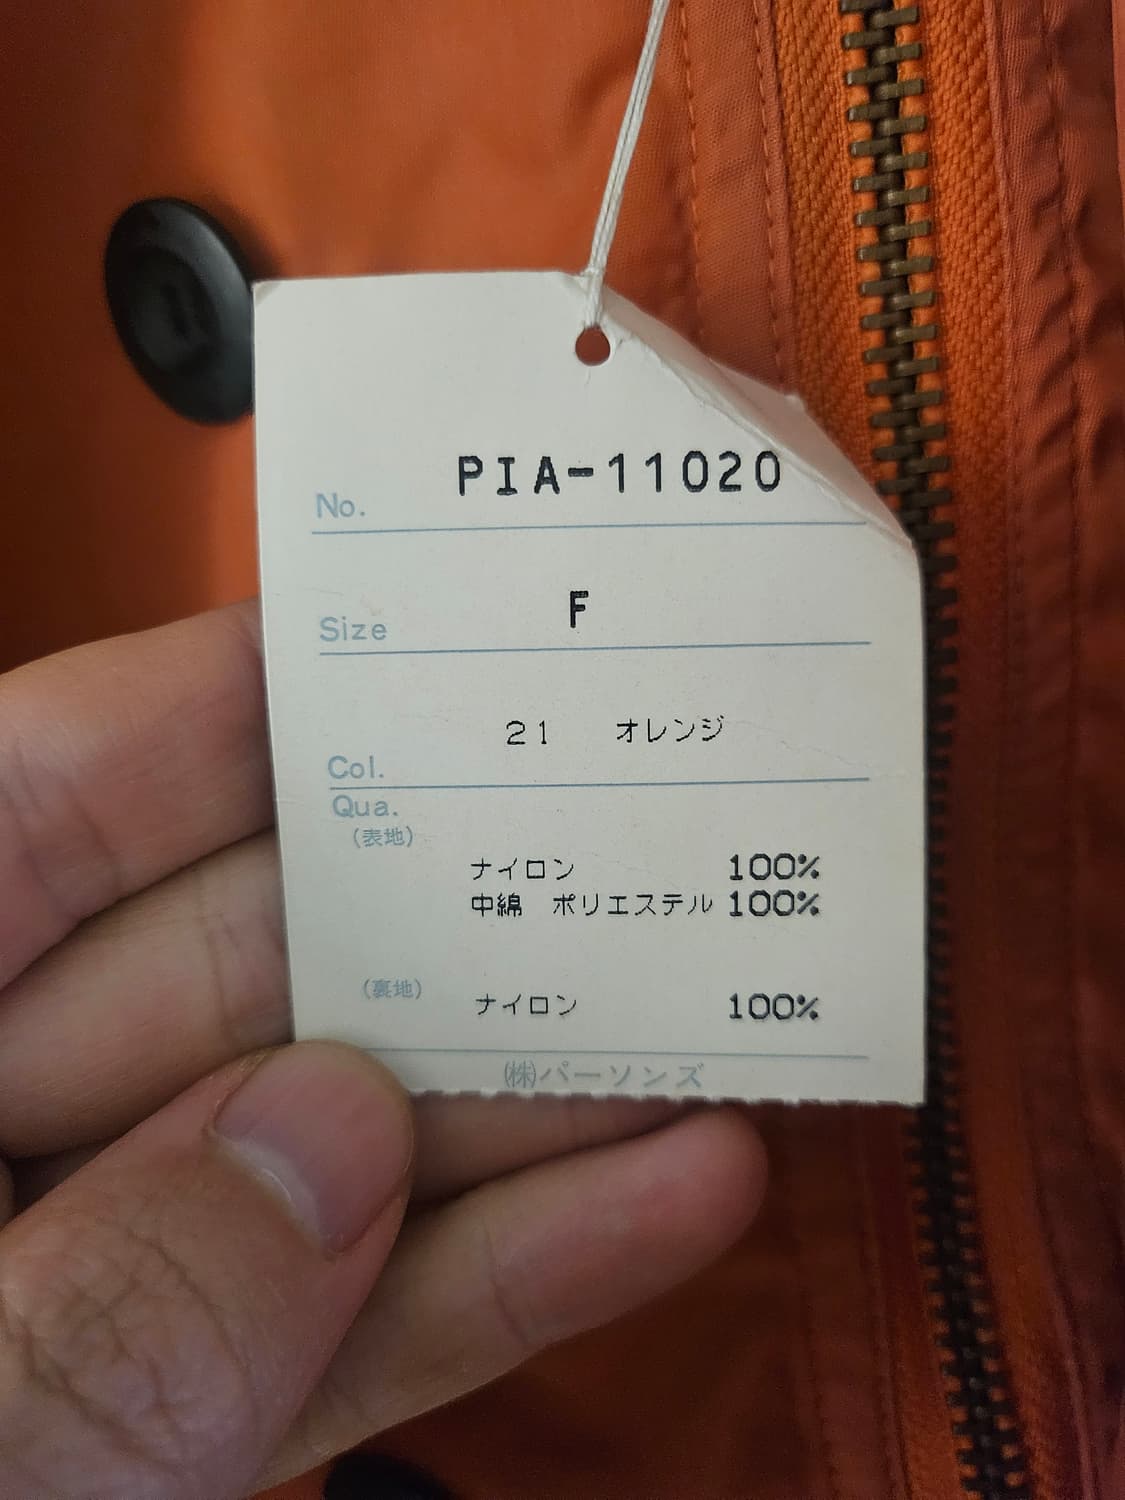 No. PIA-11020
Size F
Col. 21 オレンジ
Qua.
(表地)
ナイロン 100%
中綿 ポリエステル 100%
(裏地) ナイロン 100%
㈱パーソンズ